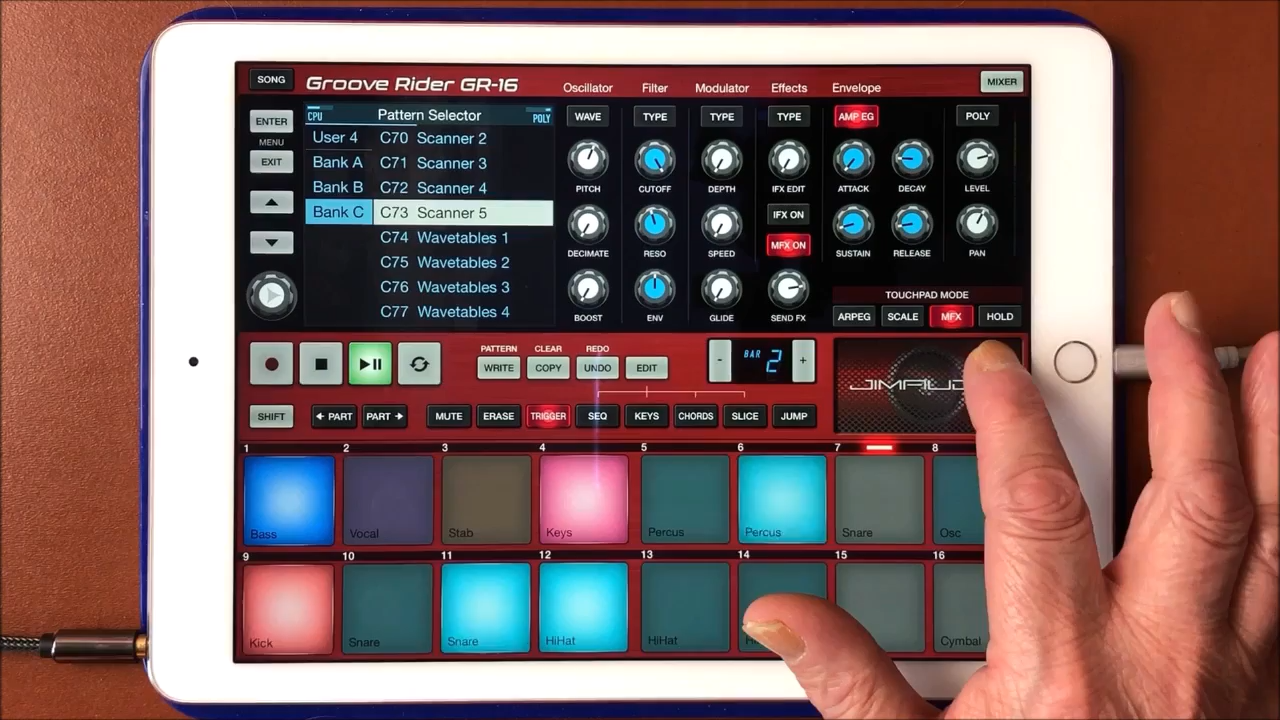 SONG
Groove Rider GR-16
Oscillator Filter Modulator Effects Envelope
MIXER
ENTER
MENU
EXIT
CPU Pattern Selector POLY
User 4 C70 Scanner 2
Bank A C71 Scanner 3
Bank B C72 Scanner 4
Bank C C73 Scanner 5
C74 Wavetables 1
C75 Wavetables 2
C76 Wavetables 3
C77 Wavetables 4
WAVE TYPE TYPE TYPE AMP EG POLY
PITCH CUTOFF DEPTH IFX EDIT ATTACK DECAY LEVEL
IFX ON
MFX ON
DECIMATE RESO SPEED SUSTAIN RELEASE PAN
BOOST ENV GLIDE SEND FX
TOUCHPAD MODE
ARPEG SCALE MFX HOLD
PATTERN CLEAR REDO
WRITE COPY UNDO EDIT
- BAR 2 +
SHIFT PART PART MUTE ERASE TRIGGER SEQ KEYS CHORDS SLICE JUMP
1 2 3 4 5 6 7 8
Bass Vocal Stab Keys Percus Percus Snare Osc
9 10 11 12 13 14 15 16
Kick Snare Snare HiHat HiHat Cymbal